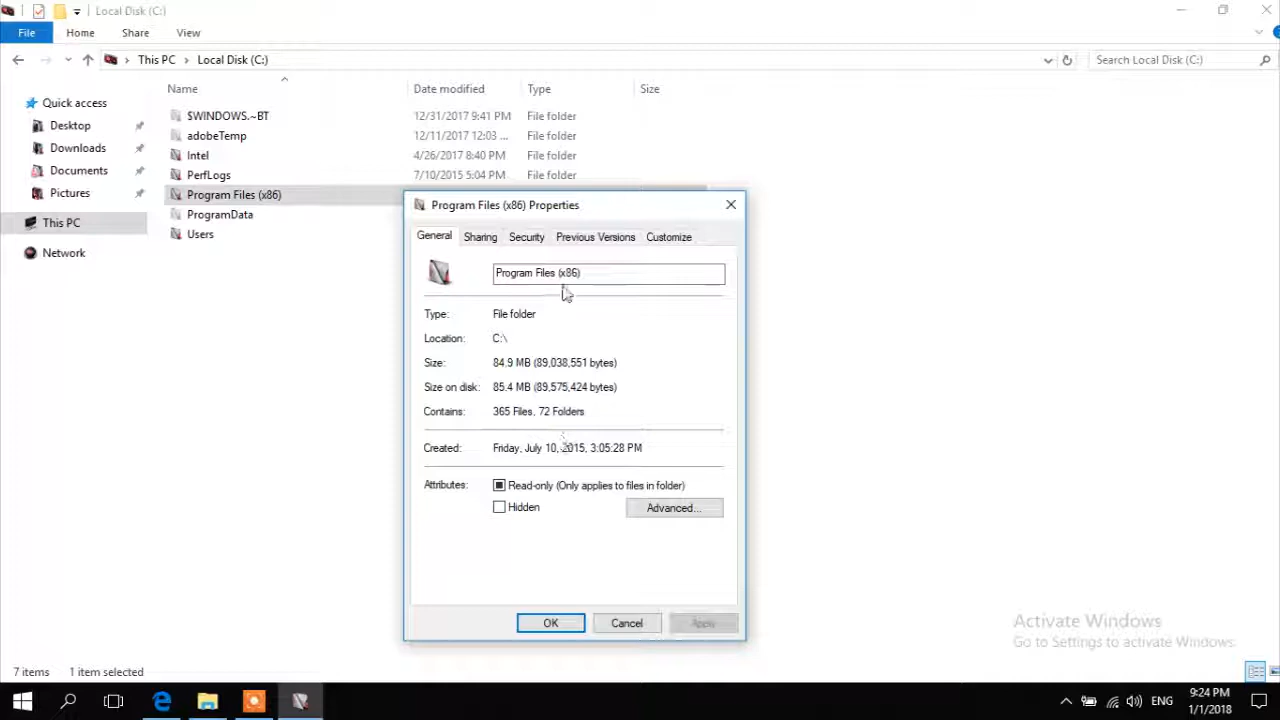 Local Disk (C:)
File Home Share View
This PC Local Disk (C:) Search Local Disk (C:)
Name Date modified Type Size
Quick access
Desktop
Downloads
Documents
Pictures
This PC
Network
$WINDOWS.~BT 12/31/2017 9:41 PM File folder
adobeTemp 12/11/2017 12:03 ... File folder
Intel 4/26/2017 8:40 PM File folder
PerfLogs 7/10/2015 5:04 PM File folder
Program Files (x86)
ProgramData
Users
Program Files (x86) Properties
General Sharing Security Previous Versions Customize
Program Files (x86)
Type: File folder
Location: C:\
Size: 84.9 MB (89,038,551 bytes)
Size on disk: 85.4 MB (89,575,424 bytes)
Contains: 365 Files, 72 Folders
Created: Friday, July 10, 2015, 3:05:28 PM
Attributes: Read-only (Only applies to files in folder)
Hidden Advanced...
OK Cancel Apply
Activate Windows
Go to Settings to activate Windows.
7 items 1 item selected
ENG
9:24 PM
1/1/2018